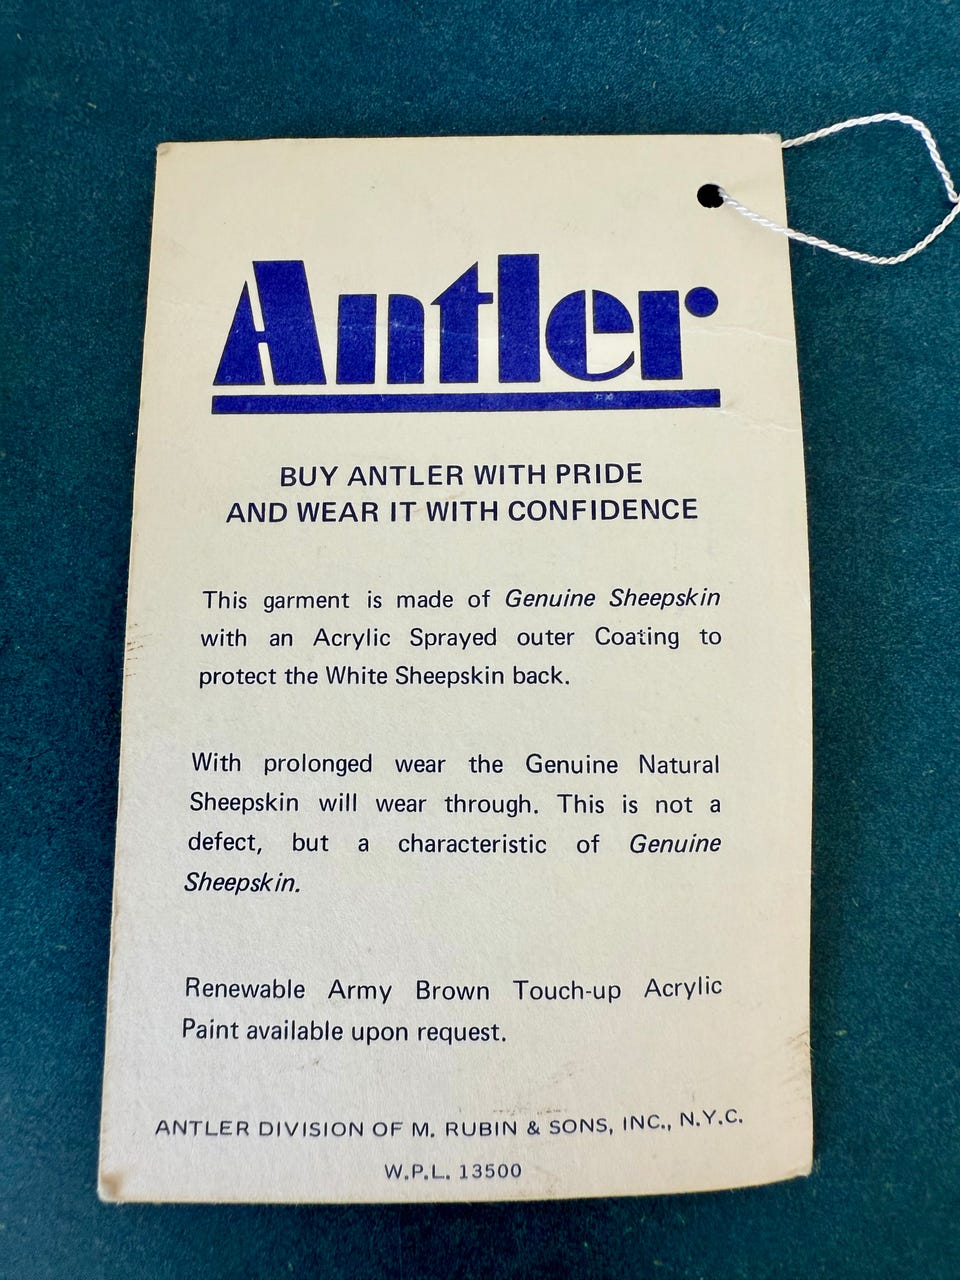 Antler
BUY ANTLER WITH PRIDE
AND WEAR IT WITH CONFIDENCE
This garment is made of Genuine Sheepskin
with an Acrylic Sprayed outer Coating to
protect the White Sheepskin back.
With prolonged wear the Genuine Natural
Sheepskin will wear through. This is not a
defect, but a characteristic of Genuine
Sheepskin.
Renewable Army Brown Touch-up Acrylic
Paint available upon request.
ANTLER DIVISION OF M. RUBIN & SONS, INC., N.Y.C.
W.P.L. 13500